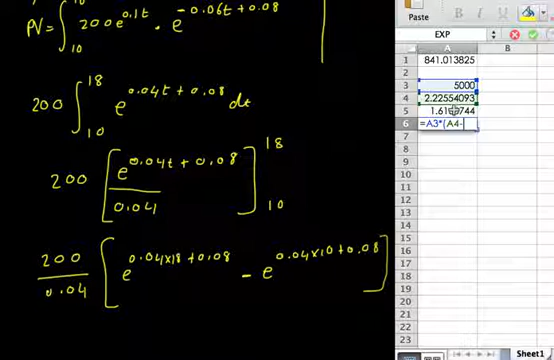 PV = ∫ 10 200e^0.1t · e^-0.06t+0.08
200 ∫ 18 10 e^0.04t+0.08 dt
200 [ e^0.04t+0.08 / 0.04 ] 18 10
200 / 0.04 [ e^0.04×18+0.08 - e^0.04×10+0.08 ]
Paste B I U A
EXP
A B
1 841.013825
2
3 5000
4 2.22554093
5 744
6 =A3*(A4-
7
8
9
10
11
12
13
14
15
16
17
18
19
20
21
22
23
Sheet1